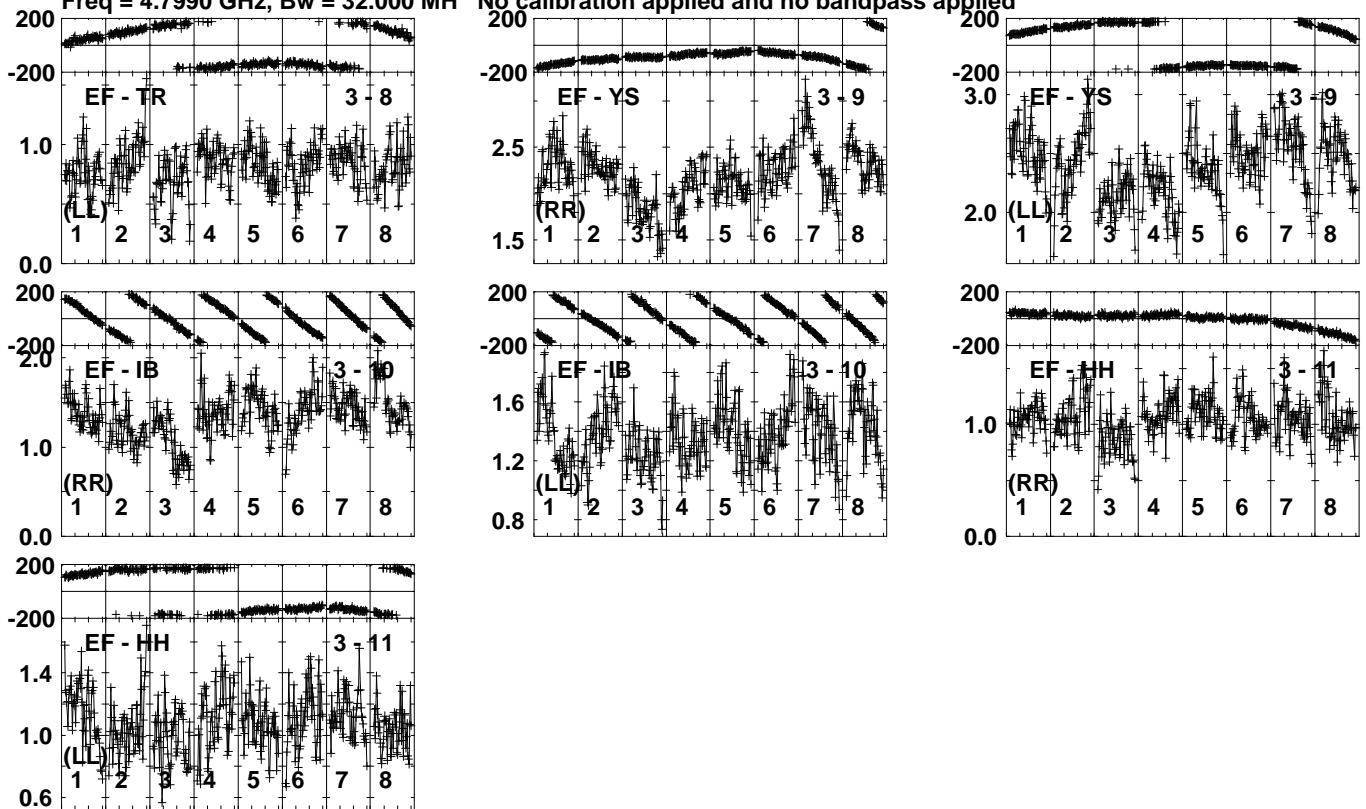 Freq = 4.7990 GHz, Bw = 32.000 MH No calibration applied and no bandpass applied
200
-200
EF - TR 3 - 8
1.0
(LL)
1 2 3 4 5 6 7 8
0.0
200
-200
EF - YS 3 - 9
2.5
(RR)
1.5
1 2 3 4 5 6 7 8
200
-200
3.0
EF - YS 3 - 9
2.0
(LL)
1 2 3 4 5 6 7 8
200
-200
2.0
EF - IB 3 - 10
1.0
(RR)
1 2 3 4 5 6 7 8
0.0
200
-200
EF - IB 3 - 10
1.6
1.2
(LL)
1 2 3 4 5 6 7 8
0.8
200
-200
EF - HH 3 - 11
1.0
(RR)
1 2 3 4 5 6 7 8
0.0
200
-200
EF - HH 3 - 11
1.4
1.0
(LL)
1 2 3 4 5 6 7 8
0.6